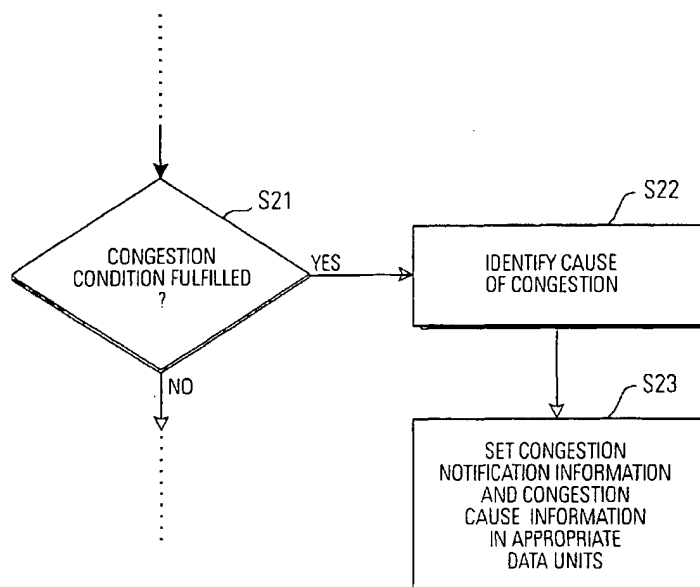 S21
CONGESTION
CONDITION FULFILLED
?
YES
NO
S22
IDENTIFY CAUSE
OF CONGESTION
S23
SET CONGESTION
NOTIFICATION INFORMATION
AND CONGESTION
CAUSE INFORMATION
IN APPROPRIATE
DATA UNITS